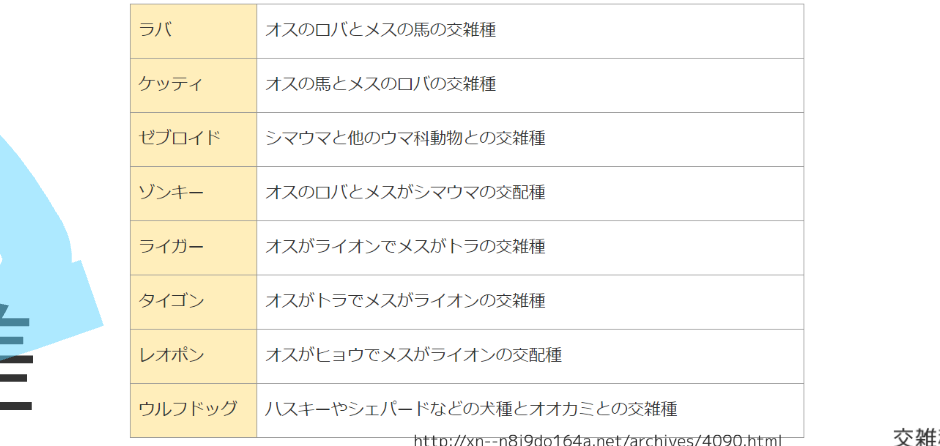 ラバ オスのロバとメスの馬の交雑種
ケッティ オスの馬とメスのロバの交雑種
ゼブロイド シマウマと他のウマ科動物との交雑種
ゾンキー オスのロバとメスがシマウマの交配種
ライガー オスがライオンでメスがトラの交雑種
タイゴン オスがトラでメスがライオンの交雑種
レオポン オスがヒョウでメスがライオンの交配種
ウルフドッグ ハスキーやシェパードなどの犬種とオオカミとの交雑種
http://xn--n8j9do164a.net/archives/4090.html
交雑